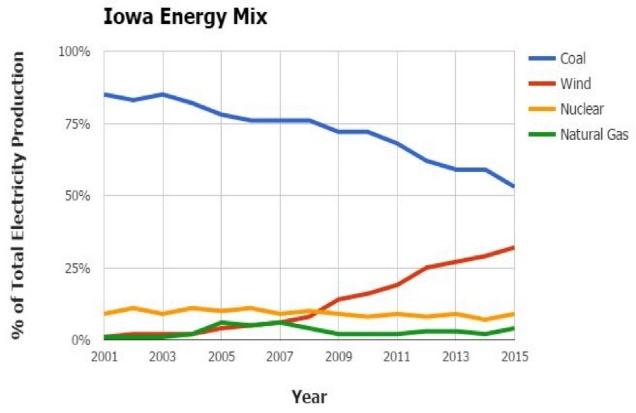 Iowa Energy Mix
% of Total Electricity Production
100%
75%
50%
25%
0%
2001 2003 2005 2007 2009 2011 2013 2015
Year
Coal
Wind
Nuclear
Natural Gas